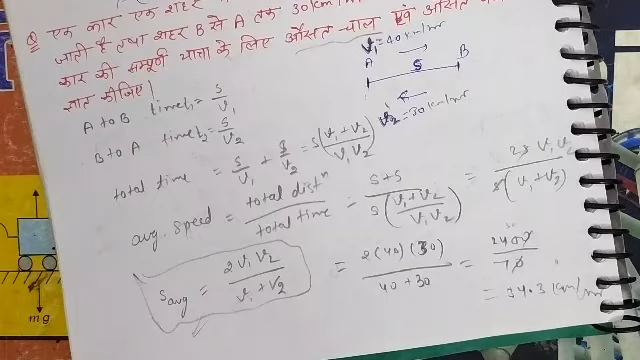 Q एक कार एक शहर
जाती है तथा शहर B से A तक 30 km/
कार की सम्पूर्ण यात्रा के लिए औसत चाल एवं औसत
ज्ञात कीजिए।
V₁ = 40 km/hr
A B
S
V₂ = 30 km/hr
A to B time t₁ = S/V₁
B to A time t₂ = S/V₂
total time = S/V₁ + S/V₂ = S(V₁+V₂/V₁V₂)
avg. speed = total distⁿ/total time = S+S/S(V₁+V₂/V₁V₂) = 2S V₁V₂/S(V₁+V₂)
Savg = 2V₁V₂/V₁+V₂ = 2(40)(30)/40+30 = 2400/70
= 34.3 km/hr
mg